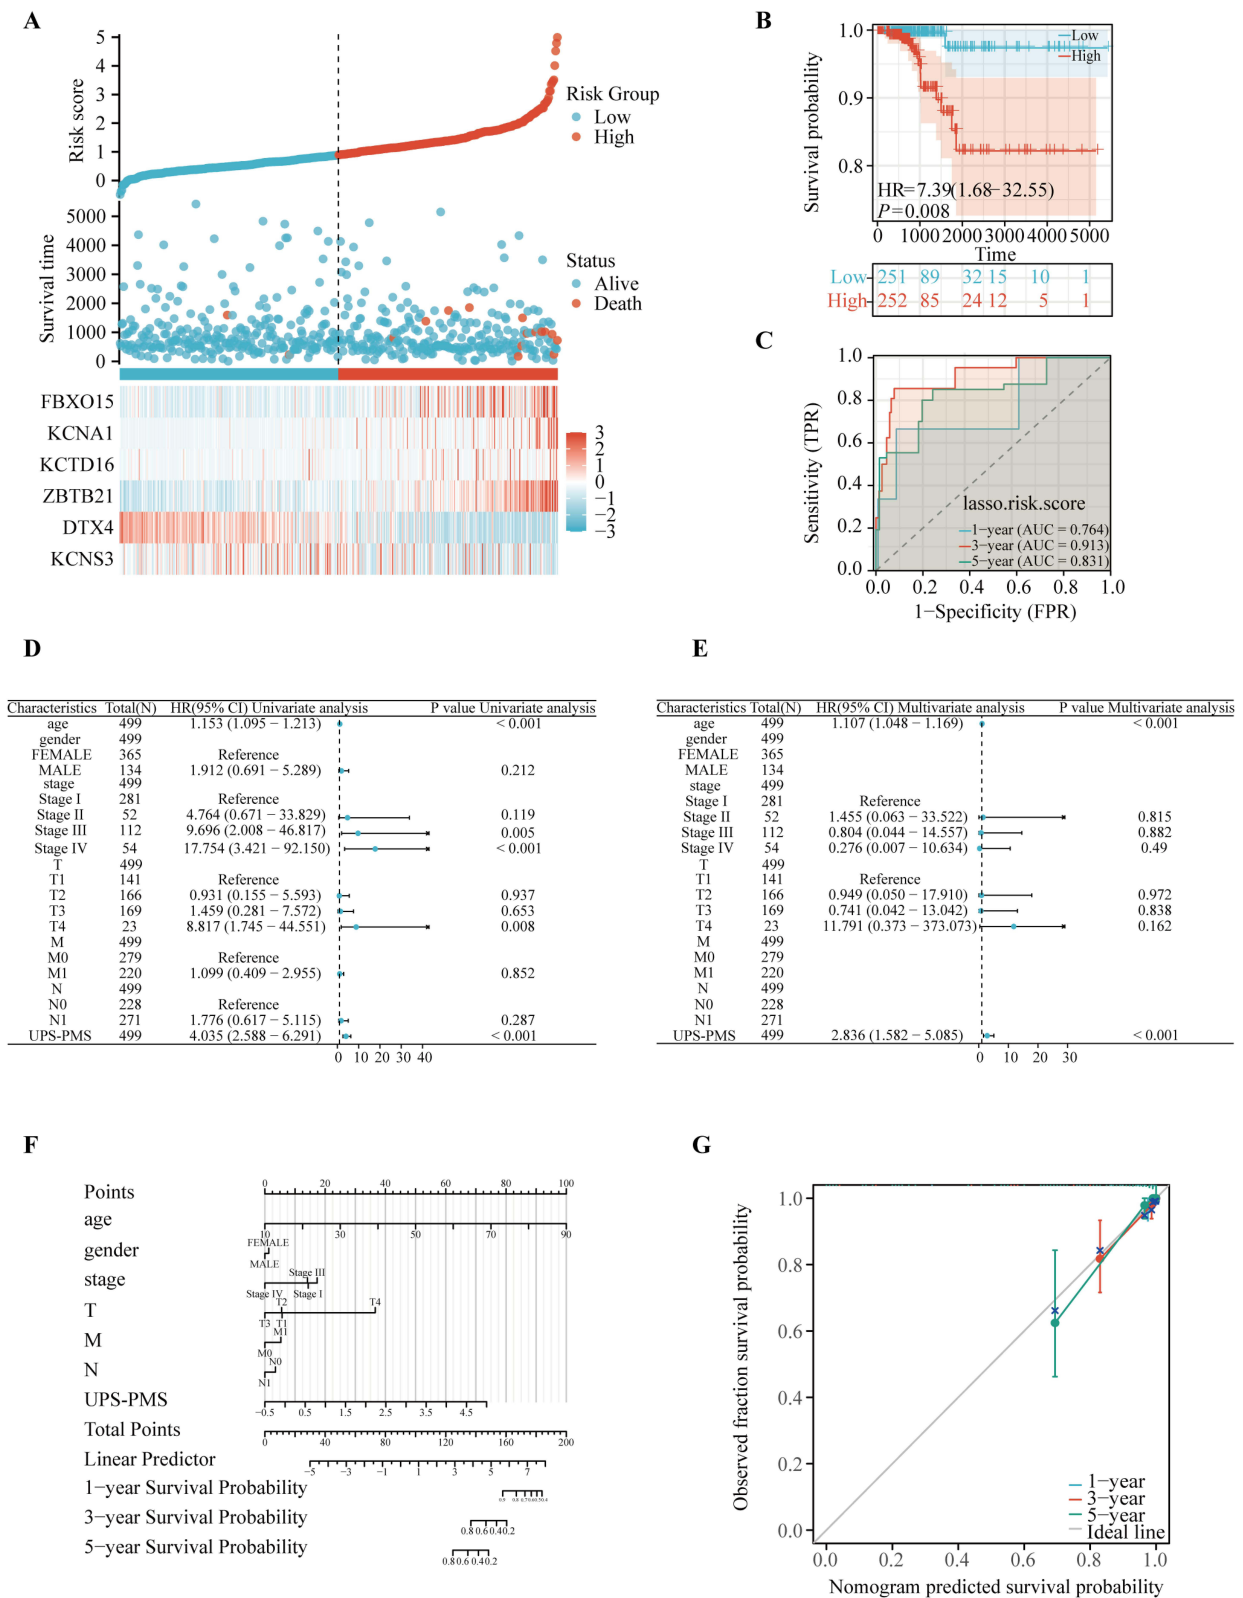 A
Risk score
5
4
3
2
1
0
Risk Group
Low
High
Survival time
5000
4000
3000
2000
1000
0
Status
Alive
Death
FBXO15
KCNA1
KCTD16
ZBTB21
DTX4
KCNS3
3
2
1
0
−1
−2
−3
B
Survival probability
1.0
0.9
0.8
Low
High
HR=7.39(1.68−32.55)
P=0.008
0 1000 2000 3000 4000 5000
Time
Low 251 89 32 15 10 1
High 252 85 24 12 5 1
C
Sensitivity (TPR)
1.0
0.8
0.6
0.4
0.2
0.0
lasso.risk.score
1−year (AUC = 0.764)
3−year (AUC = 0.913)
5−year (AUC = 0.831)
0.0 0.2 0.4 0.6 0.8 1.0
1−Specificity (FPR)
D
Characteristics Total(N) HR(95% CI) Univariate analysis P value Univariate analysis
age 499 1.153 (1.095 − 1.213) < 0.001
gender 499
FEMALE 365 Reference
MALE 134 1.912 (0.691 − 5.289) 0.212
stage 499
Stage I 281 Reference
Stage II 52 4.764 (0.671 − 33.829) 0.119
Stage III 112 9.696 (2.008 − 46.817) 0.005
Stage IV 54 17.754 (3.421 − 92.150) < 0.001
T 499
T1 141 Reference
T2 166 0.931 (0.155 − 5.593) 0.937
T3 169 1.459 (0.281 − 7.572) 0.653
T4 23 8.817 (1.745 − 44.551) 0.008
M 499
M0 279 Reference
M1 220 1.099 (0.409 − 2.955) 0.852
N 499
N0 228 Reference
N1 271 1.776 (0.617 − 5.115) 0.287
UPS-PMS 499 4.035 (2.588 − 6.291) < 0.001
0 10 20 30 40
E
Characteristics Total(N) HR(95% CI) Multivariate analysis P value Multivariate analysis
age 499 1.107 (1.048 − 1.169) < 0.001
gender 499
FEMALE 365
MALE 134
stage 499
Stage I 281 Reference
Stage II 52 1.455 (0.063 − 33.522) 0.815
Stage III 112 0.804 (0.044 − 14.557) 0.882
Stage IV 54 0.276 (0.007 − 10.634) 0.49
T 499
T1 141 Reference
T2 166 0.949 (0.050 − 17.910) 0.972
T3 169 0.741 (0.042 − 13.042) 0.838
T4 23 11.791 (0.373 − 373.073) 0.162
M 499
M0 279
M1 220
N 499
N0 228
N1 271
UPS-PMS 499 2.836 (1.582 − 5.085) < 0.001
0 10 20 30
F
Points 0 20 40 60 80 100
age
10 30 50 70 90
gender FEMALE
MALE
stage Stage III
Stage IV Stage I
T T2 T4
T3 T1
M M1
M0
N N0
N1
UPS-PMS
−0.5 0.5 1.5 2.5 3.5 4.5
Total Points
0 40 80 120 160 200
Linear Predictor
−5 −3 −1 1 3 5 7
1−year Survival Probability
0.9 0.8 0.70.60.50.4
3−year Survival Probability
0.8 0.6 0.4 0.2
5−year Survival Probability
0.8 0.6 0.4 0.2
G
Observed fraction survival probability
1.0
0.8
0.6
0.4
0.2
0.0
1−year
3−year
5−year
Ideal line
0.0 0.2 0.4 0.6 0.8 1.0
Nomogram predicted survival probability